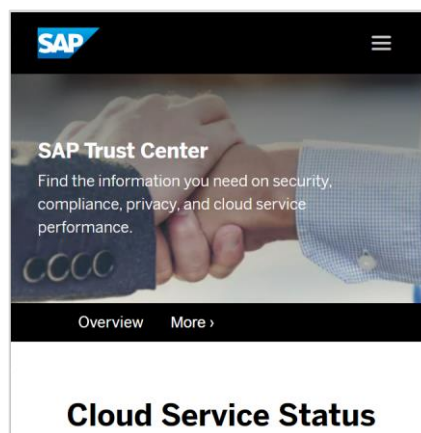 SAP
SAP Trust Center
Find the information you need on security,
compliance, privacy, and cloud service
performance.
Overview More ›
Cloud Service Status